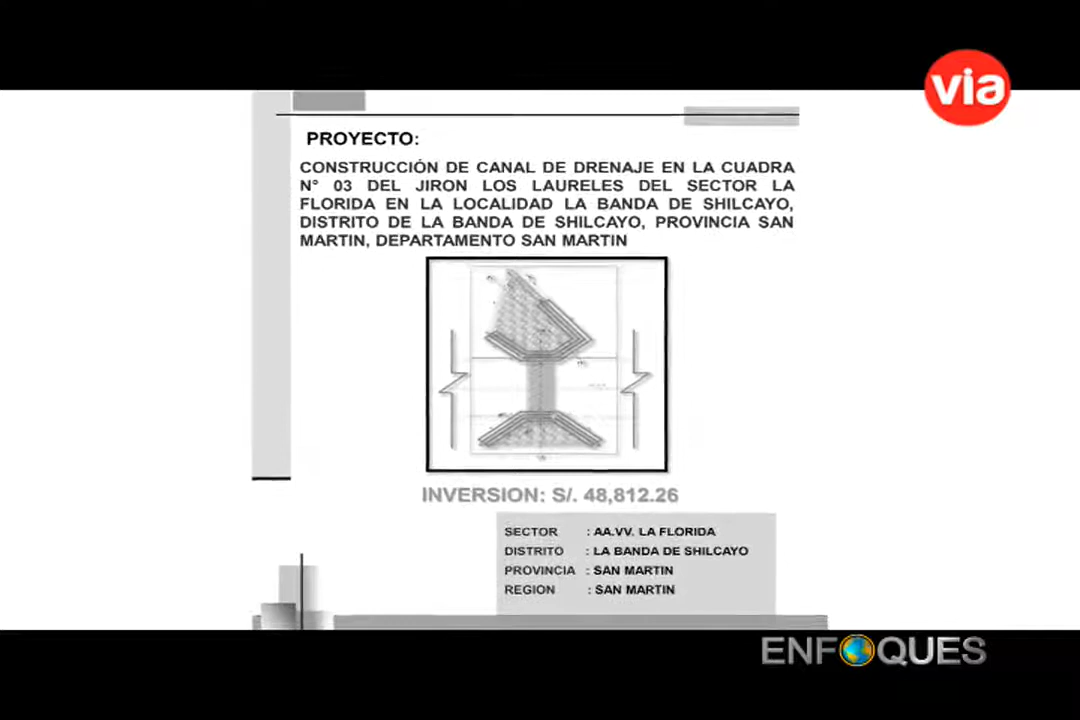 via
PROYECTO:
CONSTRUCCIÓN DE CANAL DE DRENAJE EN LA CUADRA
N° 03 DEL JIRON LOS LAURELES DEL SECTOR LA
FLORIDA EN LA LOCALIDAD LA BANDA DE SHILCAYO,
DISTRITO DE LA BANDA DE SHILCAYO, PROVINCIA SAN
MARTIN, DEPARTAMENTO SAN MARTIN
INVERSION: S/. 48,812.26
SECTOR : AA.VV. LA FLORIDA
DISTRITO : LA BANDA DE SHILCAYO
PROVINCIA : SAN MARTIN
REGION : SAN MARTIN
ENFOQUES